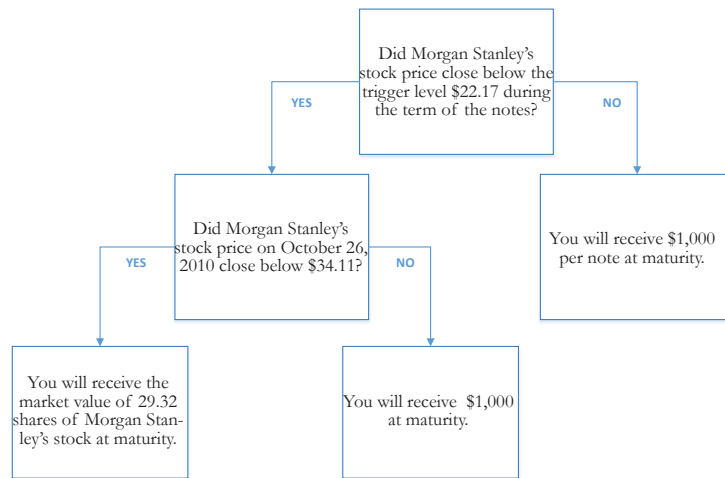 Did Morgan Stanley's
stock price close below the
trigger level $22.17 during
the term of the notes?
YES
NO
Did Morgan Stanley's
stock price on October 26,
2010 close below $34.11?
You will receive $1,000
per note at maturity.
YES
NO
You will receive the
market value of 29.32
shares of Morgan Stan-
ley's stock at maturity.
You will receive $1,000
at maturity.